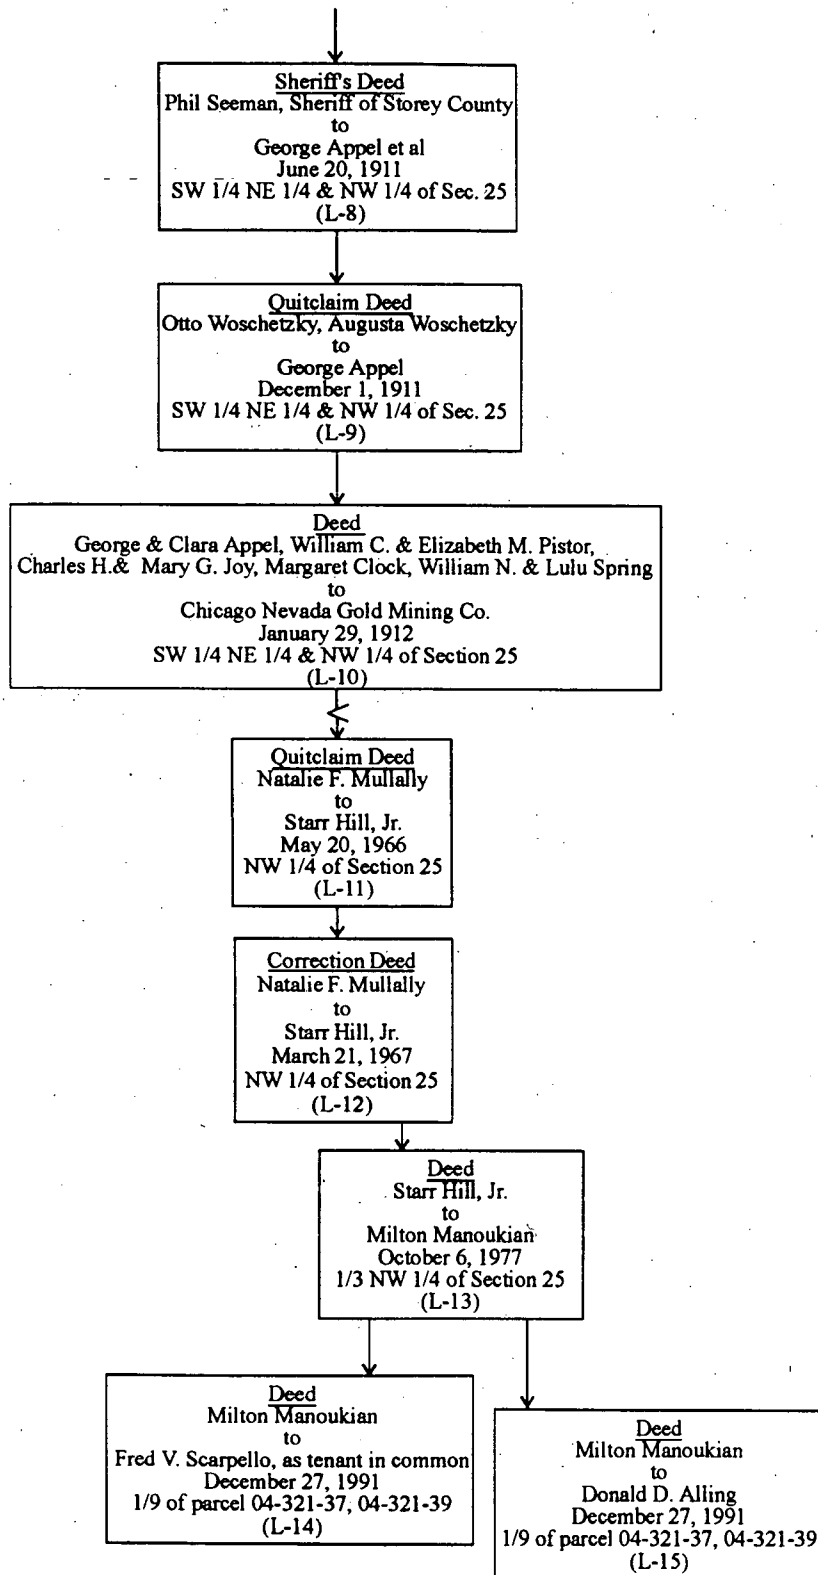 Sheriff's Deed
Phil Seeman, Sheriff of Storey County
to
George Appel et al
June 20, 1911
SW 1/4 NE 1/4 & NW 1/4 of Sec. 25
(L-8)
Quitclaim Deed
Otto Woschetzky, Augusta Woschetzky
to
George Appel
December 1, 1911
SW 1/4 NE 1/4 & NW 1/4 of Sec. 25
(L-9)
Deed
George & Clara Appel, William C. & Elizabeth M. Pistor,
Charles H.& Mary G. Joy, Margaret Clock, William N. & Lulu Spring
to
Chicago Nevada Gold Mining Co.
January 29, 1912
SW 1/4 NE 1/4 & NW 1/4 of Section 25
(L-10)
Quitclaim Deed
Natalie F. Mullally
to
Starr Hill, Jr.
May 20, 1966
NW 1/4 of Section 25
(L-11)
Correction Deed
Natalie F. Mullally
to
Starr Hill, Jr.
March 21, 1967
NW 1/4 of Section 25
(L-12)
Deed
Starr Hill, Jr.
to
Milton Manoukian
October 6, 1977
1/3 NW 1/4 of Section 25
(L-13)
Deed
Milton Manoukian
to
Fred V. Scarpello, as tenant in common
December 27, 1991
1/9 of parcel 04-321-37, 04-321-39
(L-14)
Deed
Milton Manoukian
to
Donald D. Alling
December 27, 1991
1/9 of parcel 04-321-37, 04-321-39
(L-15)